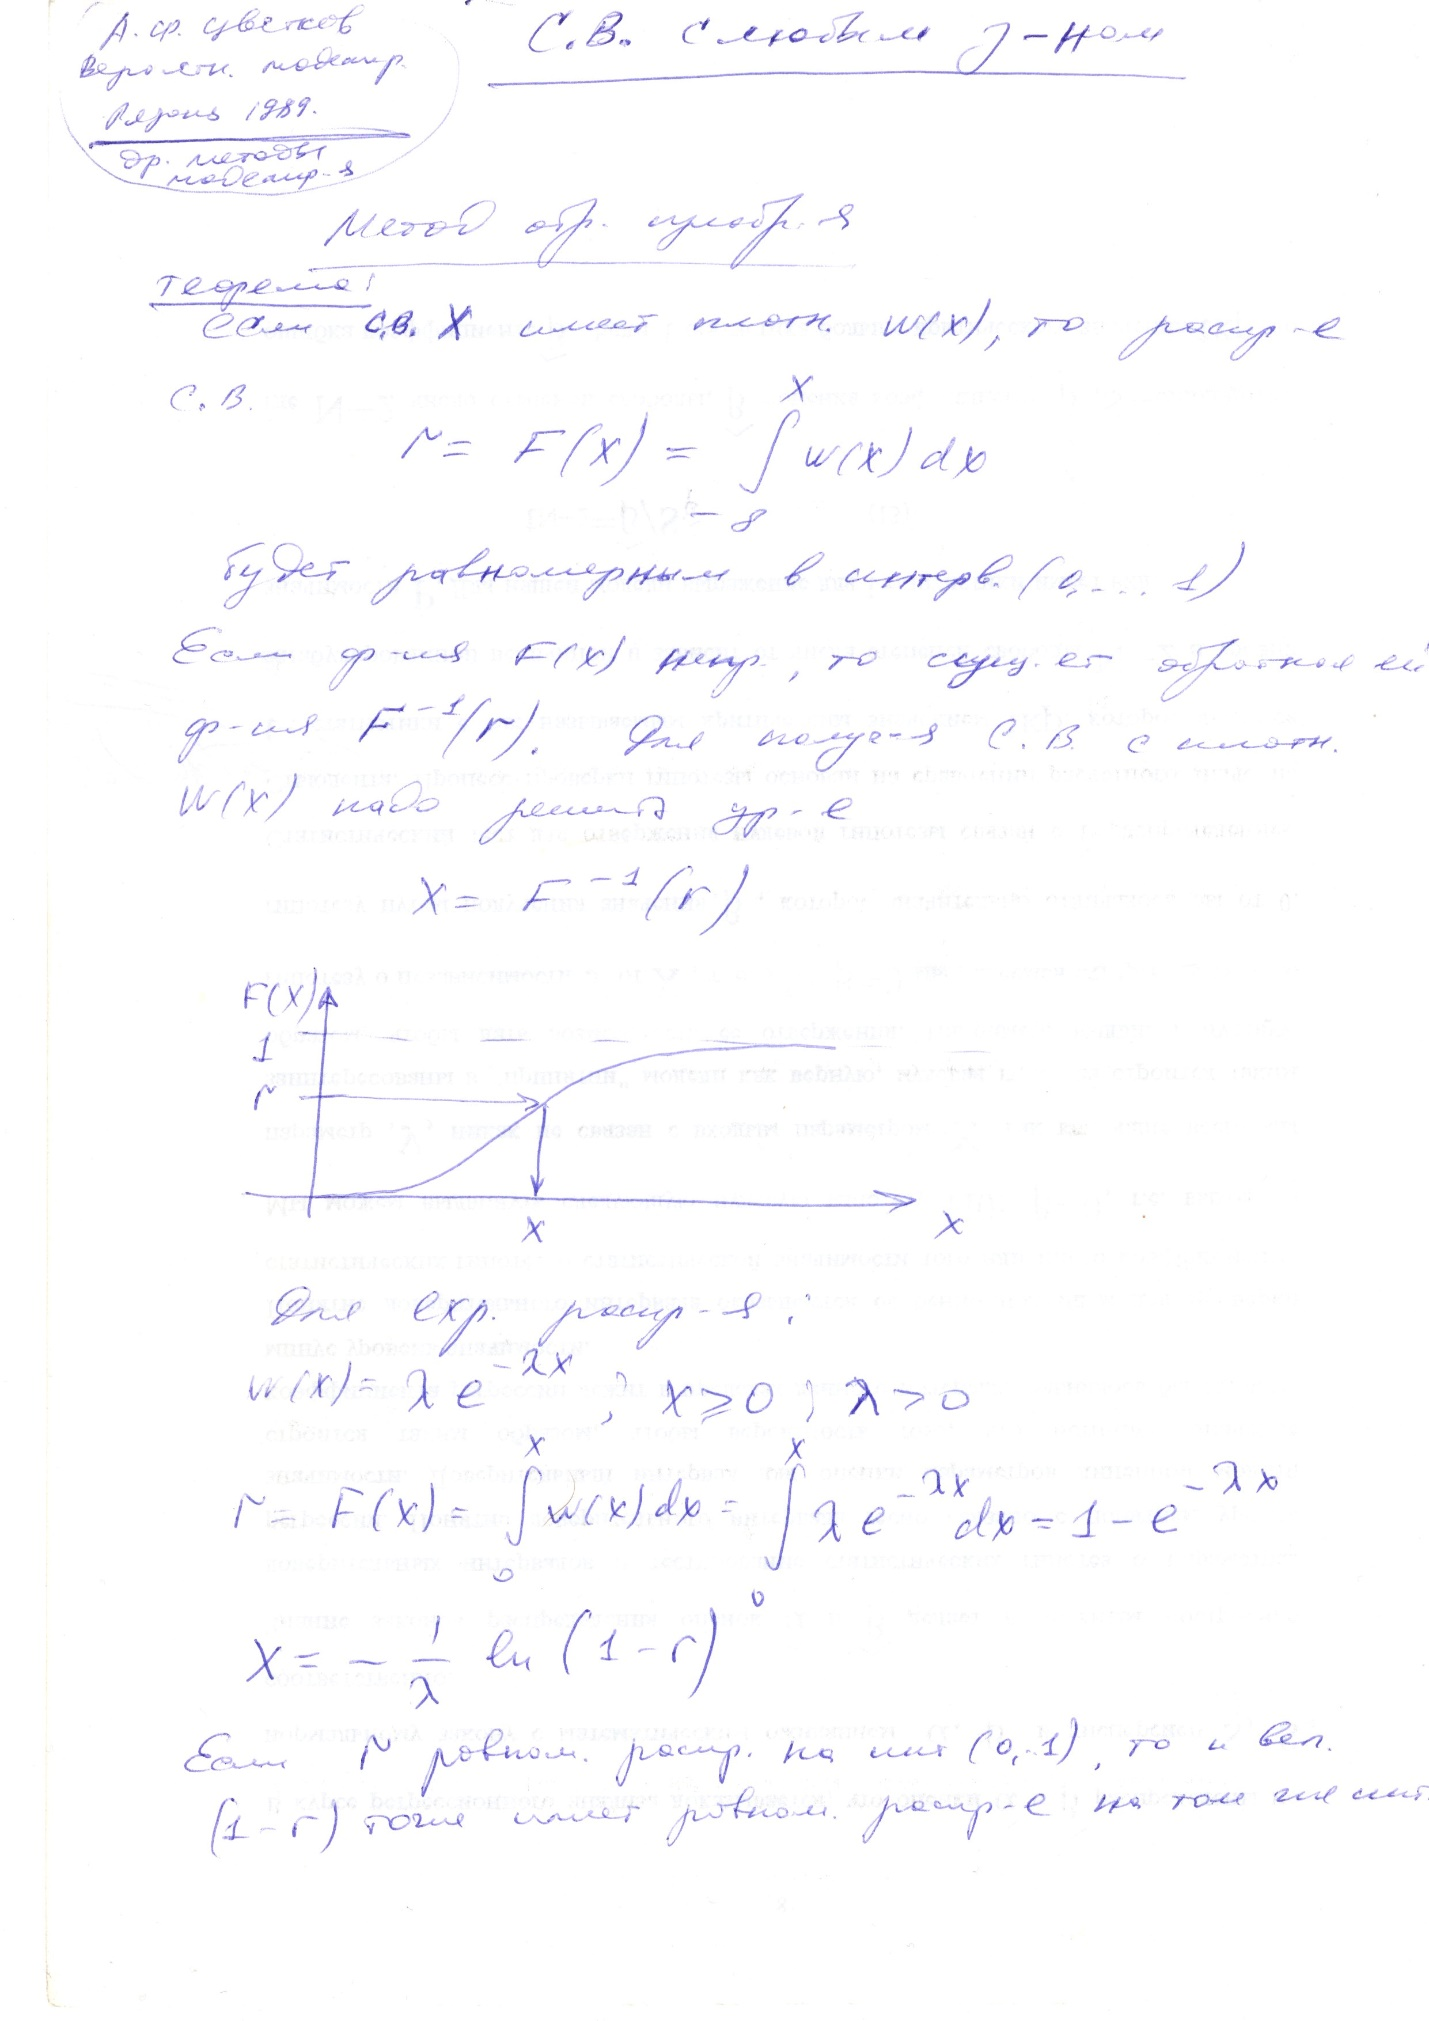 А.Ф. Цветков
Вероятн. моделир.
Рязань 1989.
др. методы
моделир-я
С.В. с любым з-ном
Метод обр. преобр-я
Теорема:
если с.в. X имеет плотн. W(X), то распр-е
С.В.
r = F(X) = ∫_{-∞}^{X} W(X) dx
будет равномерным в интерв. (0, ... 1)
Если ф-ия F(X) непр., то сущ-ет обратная ей
ф-ия F⁻¹(r). Для получ-я С.В. с плотн.
W(X) надо решить ур-е
X = F⁻¹(r)
F(X)
1
r
X
X
Для exp. распр-я:
W(X) = λ e^{-λX} ; X ≥ 0 ; λ > 0
r F(X) = ∫_{0}^{X} W(X) dx = ∫_{0}^{X} λ e^{-λX} dx = 1 - e^{-λX}
X = - 1/λ ln (1 - r)
Если r равном. распр. на инт (0, 1), то и вел.
(1 - r) тоже имеет равном. распр-е на том же инт.